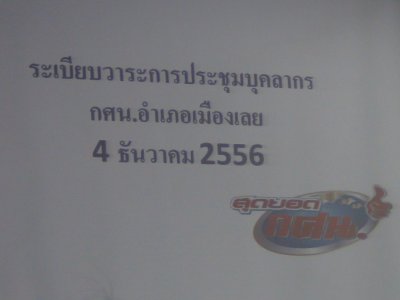 ระเบียบวาระการประชุมบุคลากร
กศน.อำเภอเมืองเลย
4 ธันวาคม 2556
สุดยอด
กศน.